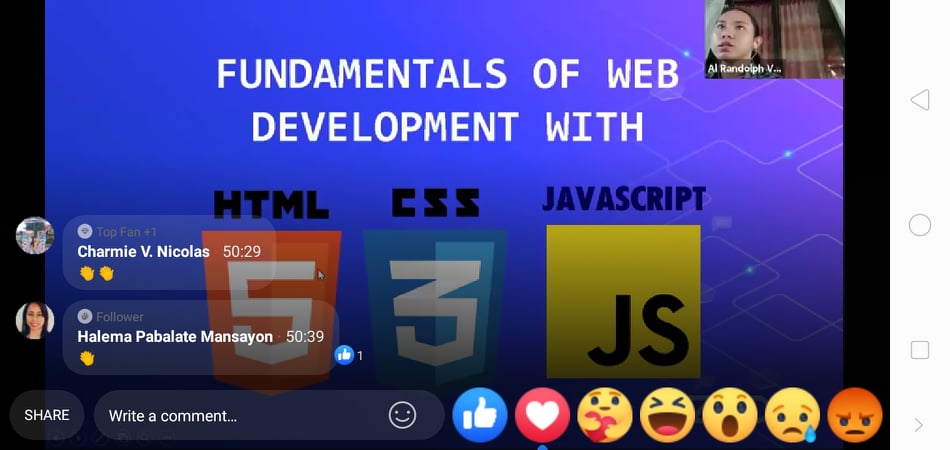 FUNDAMENTALS OF WEB
DEVELOPMENT WITH
Al Randolph V...
HTML
CSS
JAVASCRIPT
5
3
JS
Top Fan +1
Charmie V. Nicolas 50:29
Follower
Halema Pabalate Mansayon · 50:39
1
SHARE
Write a comment...